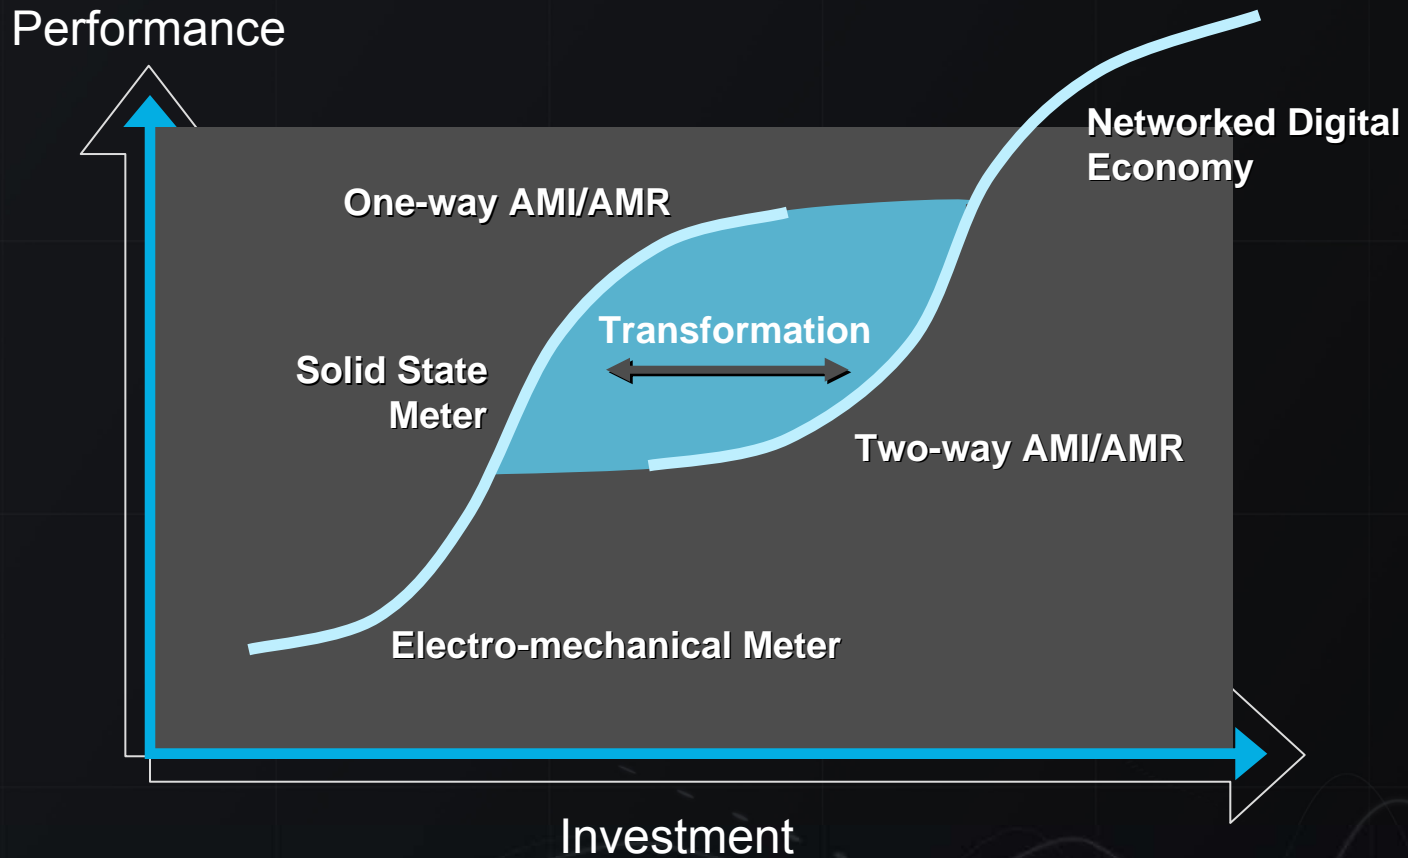 Performance
Networked Digital
Economy
One-way AMI/AMR
Transformation
Solid State
Meter
Two-way AMI/AMR
Electro-mechanical Meter
Investment